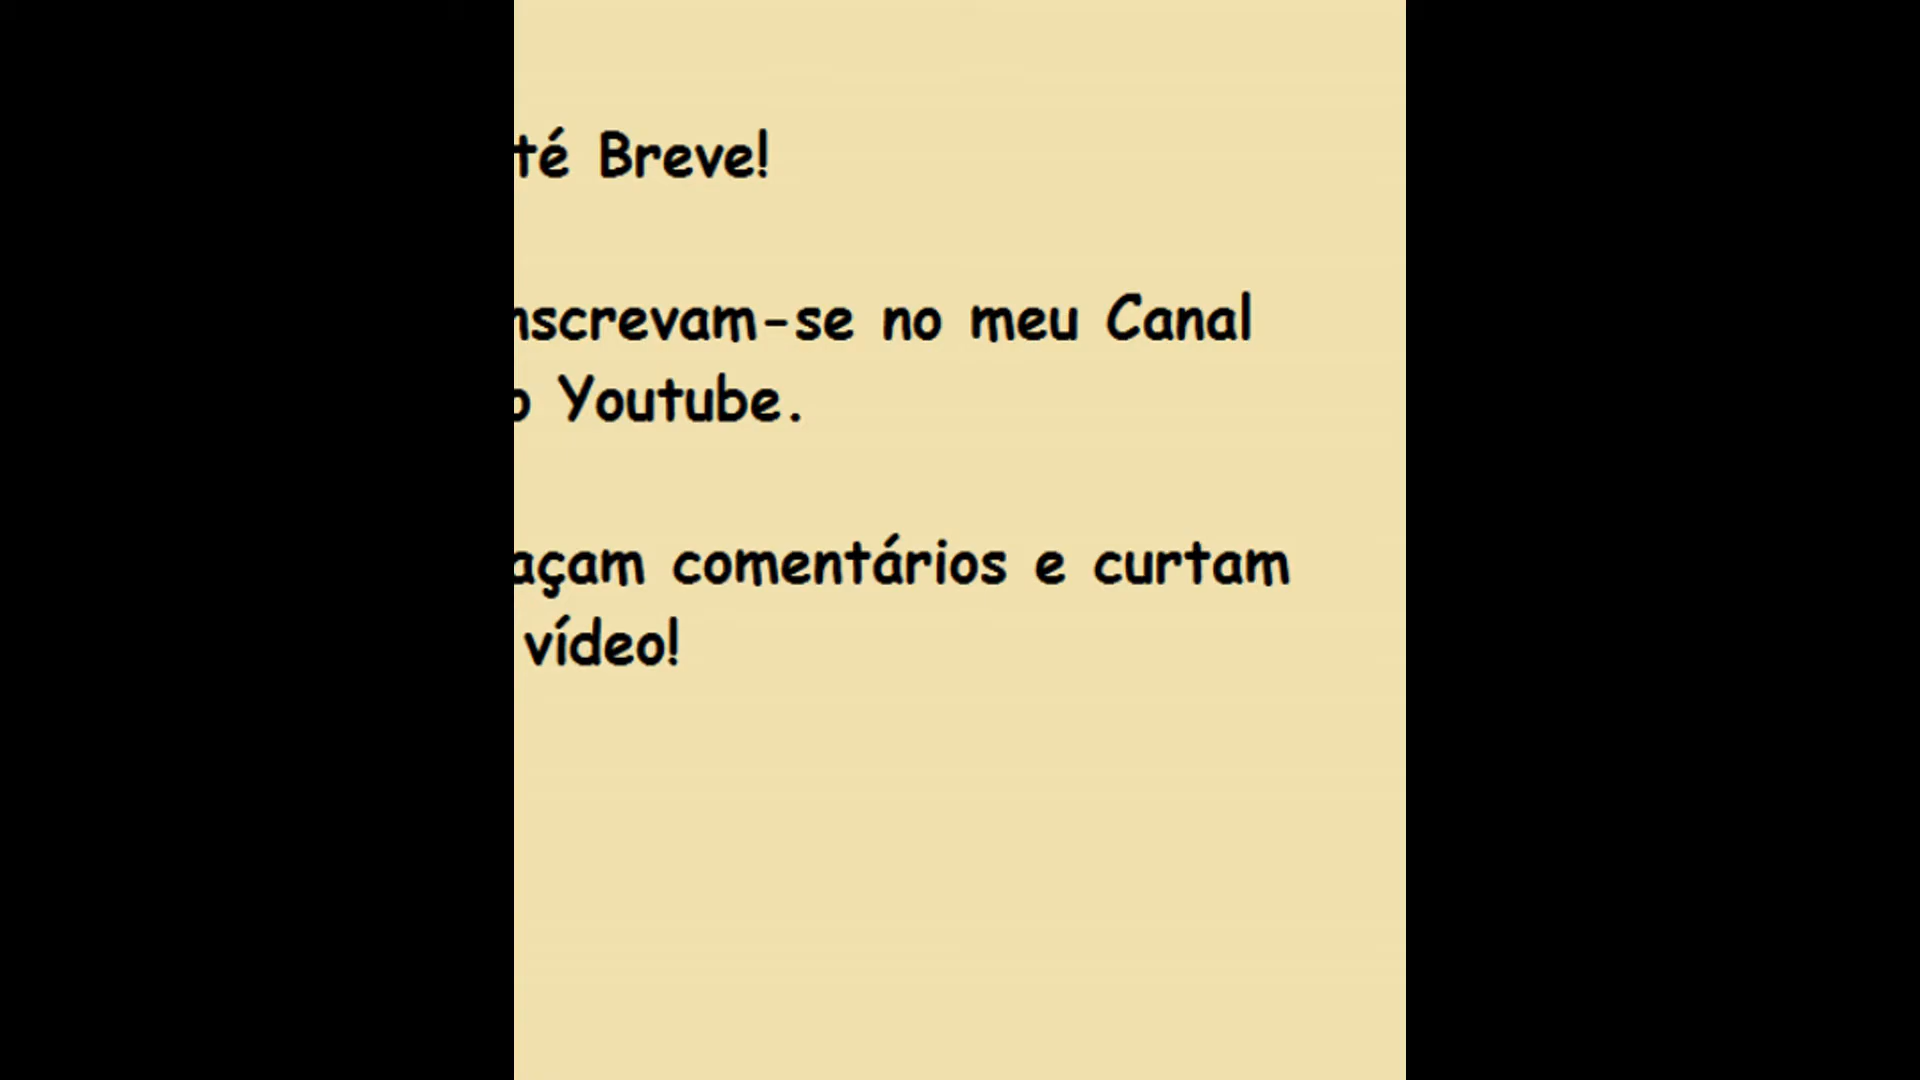 té Breve!
nscrevam-se no meu Canal
o Youtube.
açam comentários e curtam
vídeo!